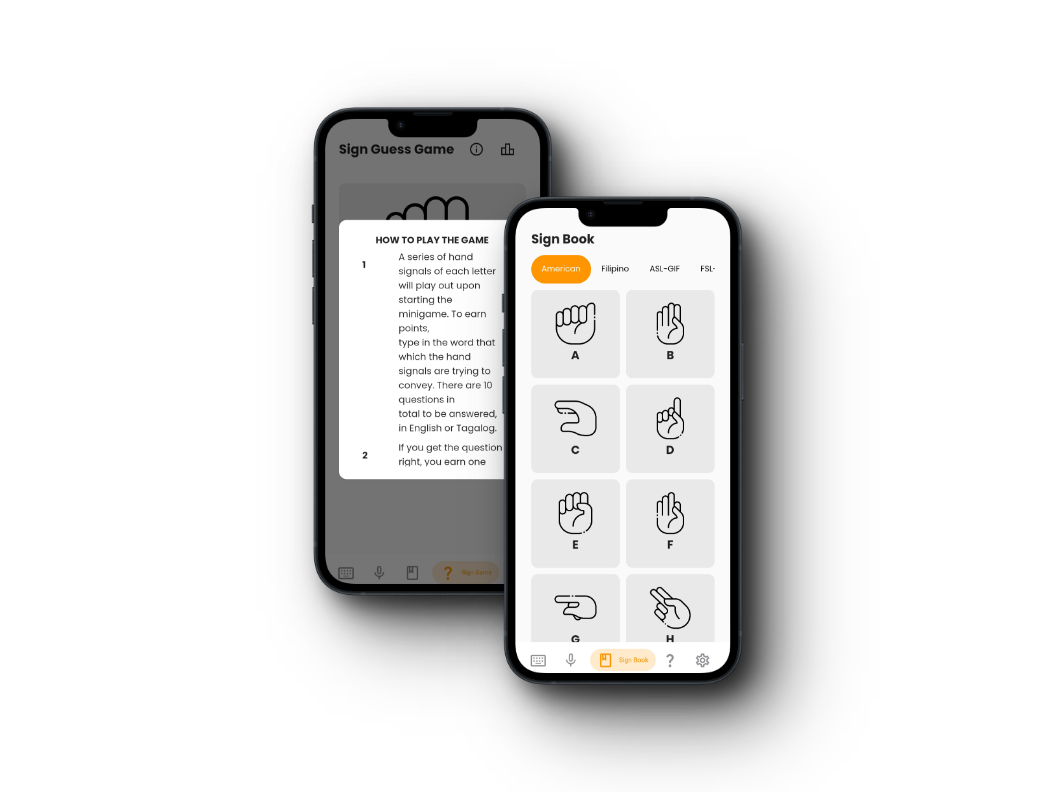 Sign Guess Game
HOW TO PLAY THE GAME
1
A series of hand
signals of each letter
will play out upon
starting the
minigame. To earn
points,
type in the word that
which the hand
signals are trying to
convey. There are 10
questions in
total to be answered,
in English or Tagalog.
2
If you get the question
right, you earn one
? Sign Game
Sign Book
American Filipino ASL-GIF FSL-
A B
C D
E F
G H
Sign Book ?